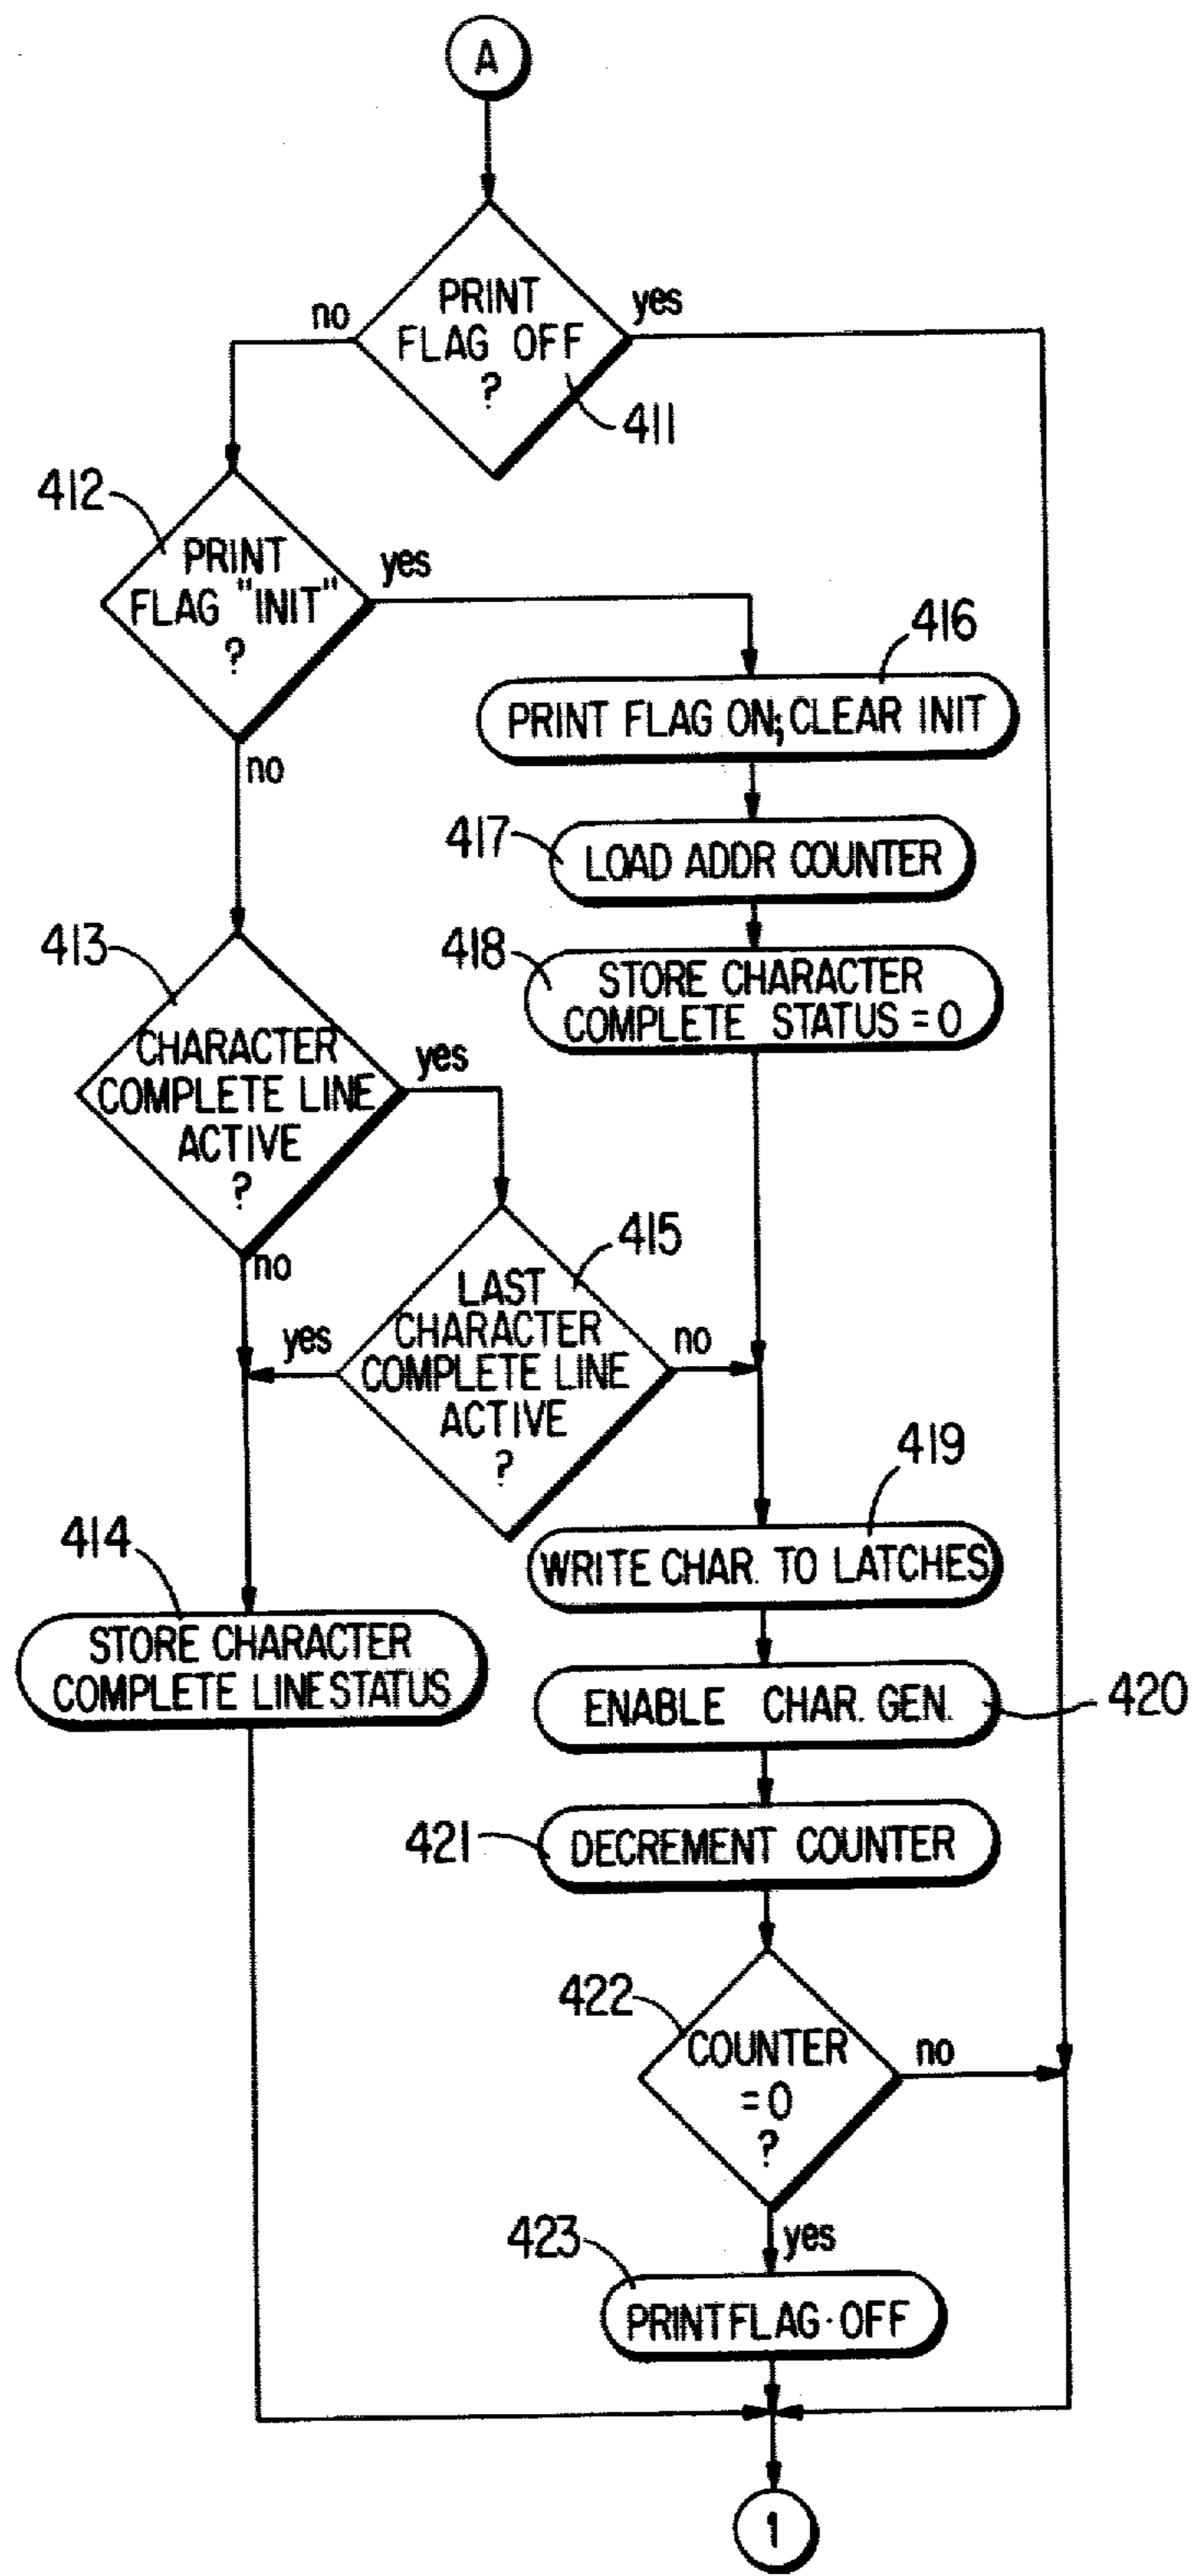 A
PRINT
FLAG OFF
?
411
no
yes
412
PRINT
FLAG "INIT"
?
yes
no
416
PRINT FLAG ON; CLEAR INIT
417
LOAD ADDR COUNTER
418
STORE CHARACTER
COMPLETE STATUS = 0
413
CHARACTER
COMPLETE LINE
ACTIVE
?
yes
no
415
LAST
CHARACTER
COMPLETE LINE
ACTIVE
?
yes
no
414
STORE CHARACTER
COMPLETE LINE STATUS
419
WRITE CHAR. TO LATCHES
ENABLE CHAR. GEN.
420
421
DECREMENT COUNTER
422
COUNTER
= 0
?
no
yes
423
PRINT FLAG · OFF
1